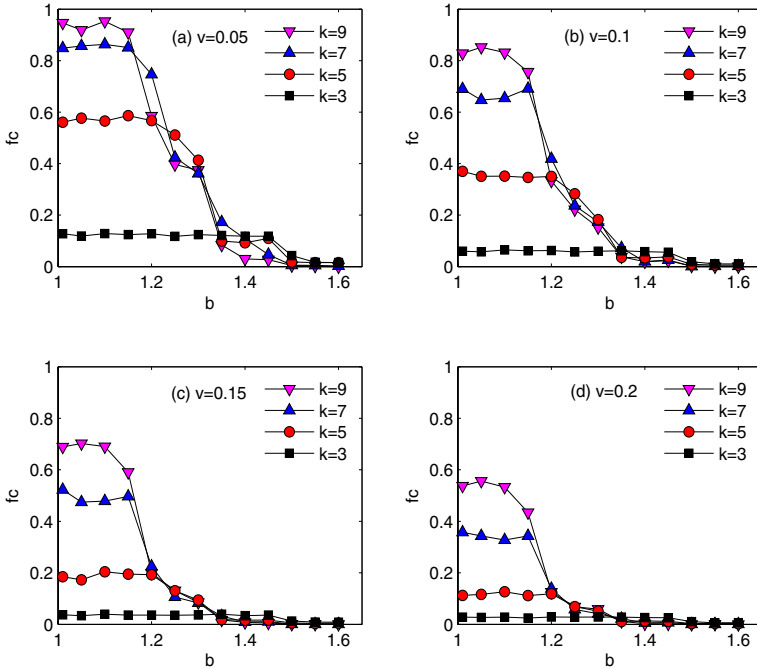 (a) v=0.05
k=9
k=7
k=5
k=3
fc
1
0.8
0.6
0.4
0.2
0
1 1.2 1.4 1.6
b
(b) v=0.1
k=9
k=7
k=5
k=3
fc
1
0.8
0.6
0.4
0.2
0
1 1.2 1.4 1.6
b
(c) v=0.15
k=9
k=7
k=5
k=3
fc
1
0.8
0.6
0.4
0.2
0
1 1.2 1.4 1.6
b
(d) v=0.2
k=9
k=7
k=5
k=3
fc
1
0.8
0.6
0.4
0.2
0
1 1.2 1.4 1.6
b